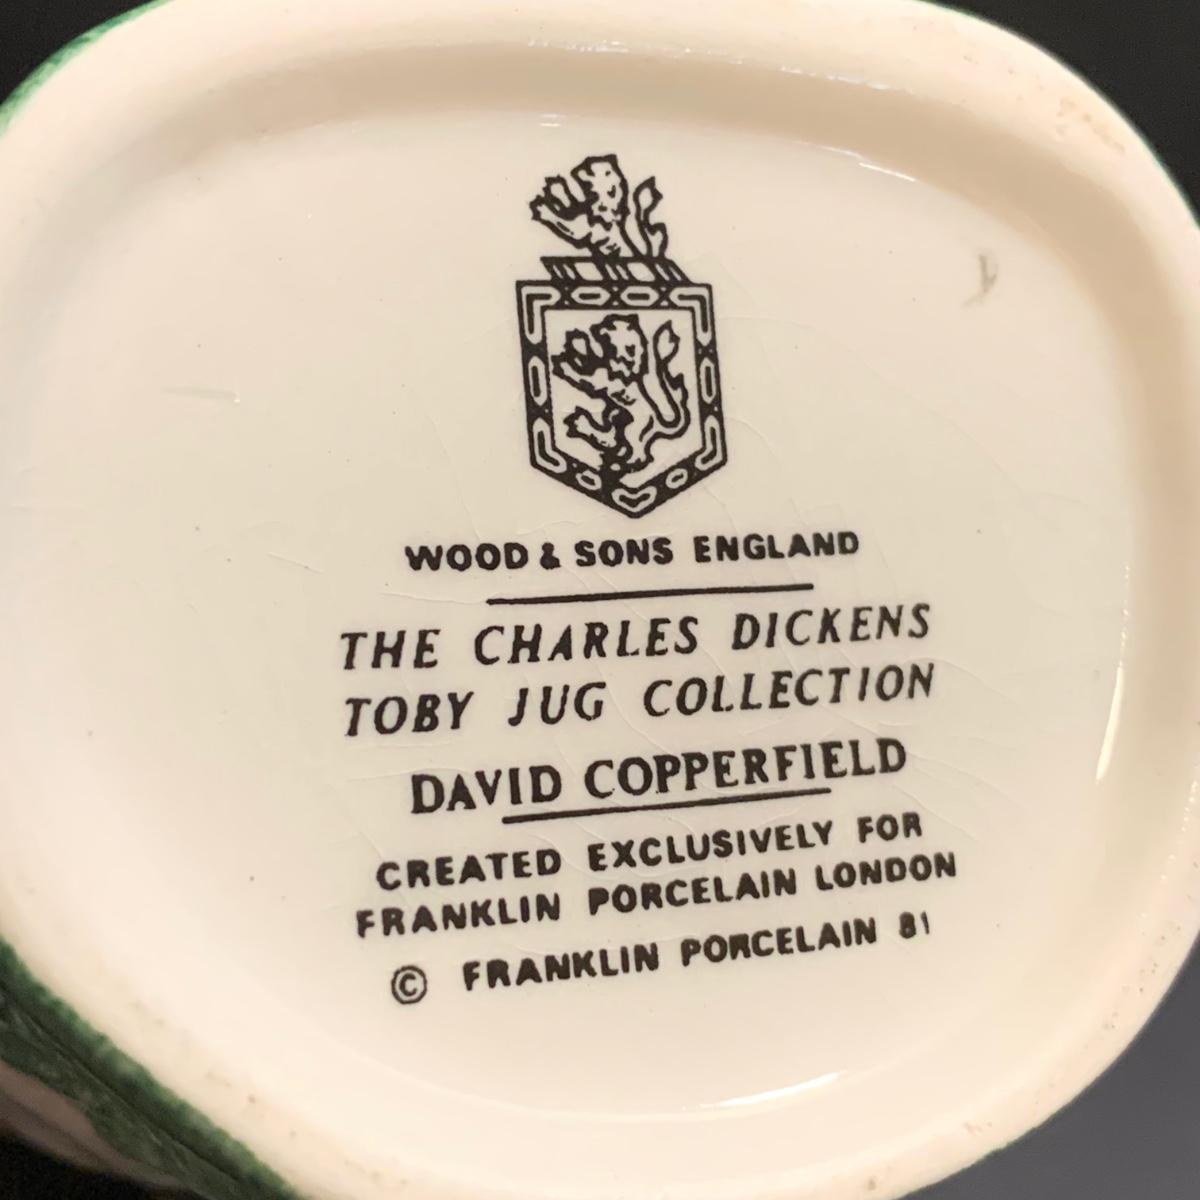 WOOD & SONS ENGLAND
THE CHARLES DICKENS
TOBY JUG COLLECTION
DAVID COPPERFIELD
CREATED EXCLUSIVELY FOR
FRANKLIN PORCELAIN LONDON
© FRANKLIN PORCELAIN 81